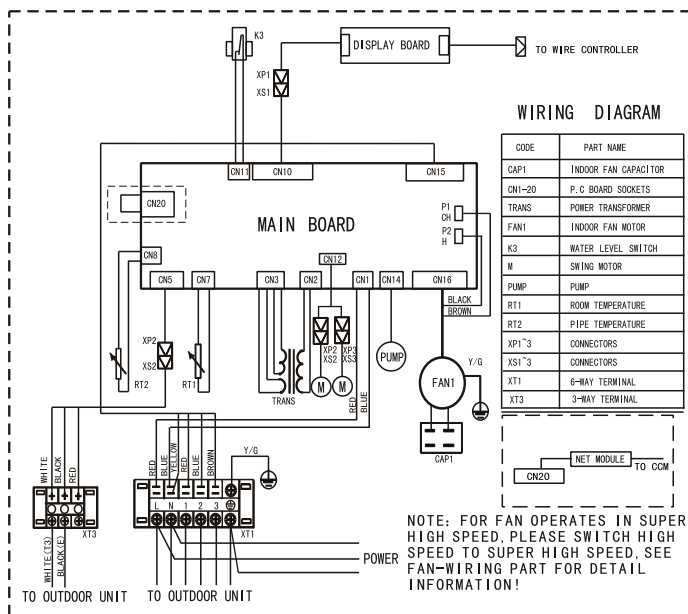 K3
DISPLAY BOARD
TO WIRE CONTROLLER
XP1
XS1
WIRING DIAGRAM
CODE PART NAME
CAP1 INDOOR FAN CAPACITOR
CN1-20 P.C BOARD SOCKETS
TRANS POWER TRANSFORMER
FAN1 INDOOR FAN MOTOR
K3 WATER LEVEL SWITCH
M SWING MOTOR
PUMP PUMP
RT1 ROOM TEMPERATURE
RT2 PIPE TEMPERATURE
XP1~3 CONNECTORS
XS1~3 CONNECTORS
XT1 6-WAY TERMINAL
XT3 3-WAY TERMINAL
CN11 CN10 CN15
CN20
MAIN BOARD
P1
CH
P2
H
CN8
CN12
CN5 CN7 CN3 CN2 CN1 CN14 CN16
BLACK
BROWN
XP2
XS2
XP2
XS2
XP3
XS3
RT2
RT1
TRANS
M M
PUMP
RED
BLUE
FAN1
Y/G
CAP1
WHITE
BLACK
RED
RED
BLUE
YELLOW
RED
BLUE
BROWN
Y/G
L N 1 2 3
XT3
XT1
WHITE(T3)
BLACK(E)
TO OUTDOOR UNIT
TO OUTDOOR UNIT
POWER
NET MODULE
CN20
TO CCM
NOTE: FOR FAN OPERATES IN SUPER
HIGH SPEED, PLEASE SWITCH HIGH
SPEED TO SUPER HIGH SPEED, SEE
FAN-WIRING PART FOR DETAIL
INFORMATION!